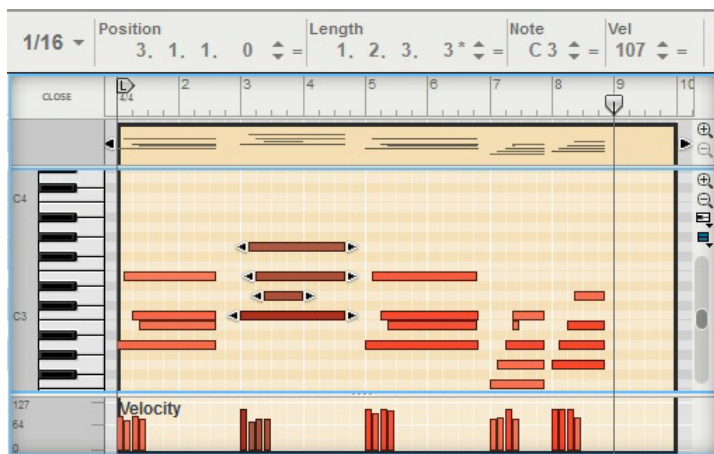 Position Length Note Vel
1/16 3. 1. 1. 0 = 1. 2. 3. 3* = C 3 = 107 =
CLOSE L 2 3 4 5 6 7 8 9 10
4/4
C4
C3
127 Velocity
64
0